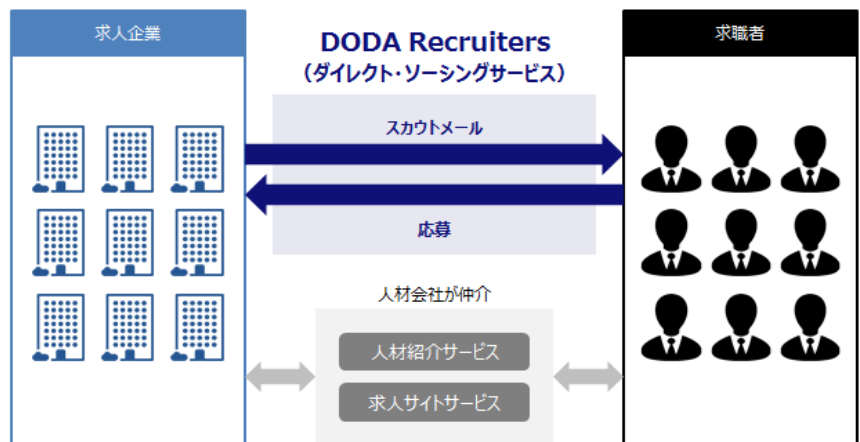 求人企業
DODA Recruiters
(ダイレクト・ソーシングサービス)
求職者
スカウトメール
応募
人材会社が仲介
人材紹介サービス
求人サイトサービス